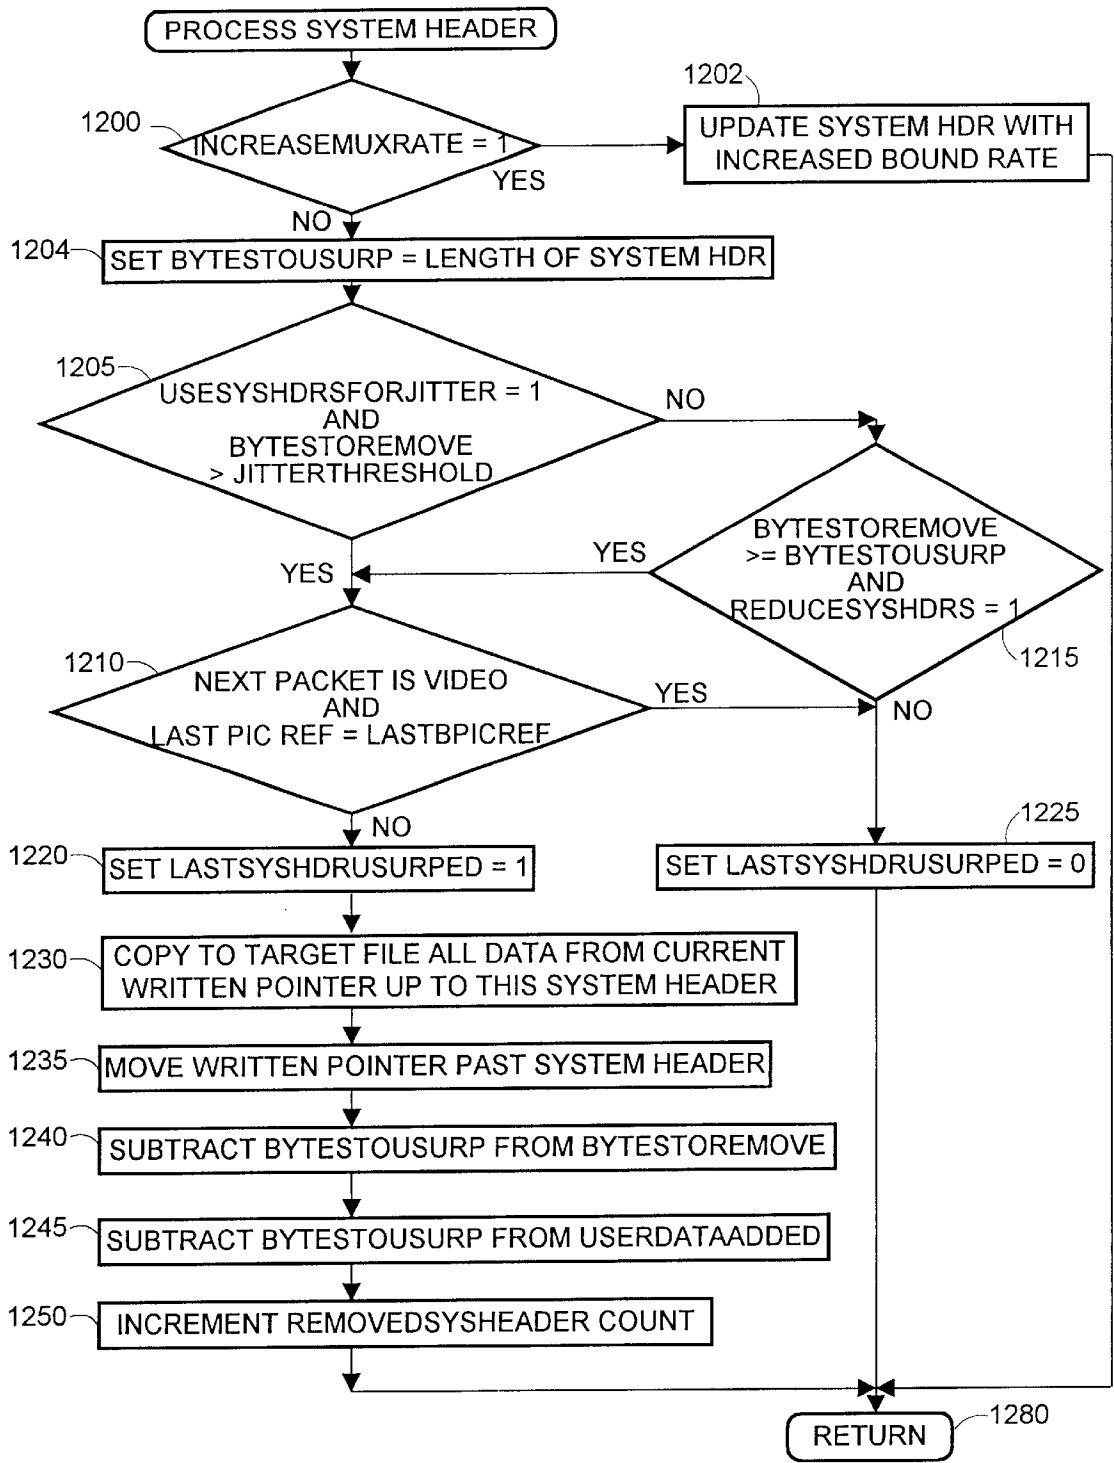 PROCESS SYSTEM HEADER
1200
INCREASEMUXRATE = 1
YES
NO
1202
UPDATE SYSTEM HDR WITH
INCREASED BOUND RATE
1204
SET BYTESTOUSURP = LENGTH OF SYSTEM HDR
1205
USESYSHDRSFORJITTER = 1
AND
BYTESTOREMOVE
> JITTERTHRESHOLD
NO
YES
BYTESTOREMOVE
>= BYTESTOUSURP
AND
REDUCESYSHDRS = 1
YES
1215
NO
1210
NEXT PACKET IS VIDEO
AND
LAST PIC REF = LASTBPICREF
YES
NO
1220
SET LASTSYSHDRUSURPED = 1
1225
SET LASTSYSHDRUSURPED = 0
1230
COPY TO TARGET FILE ALL DATA FROM CURRENT
WRITTEN POINTER UP TO THIS SYSTEM HEADER
1235
MOVE WRITTEN POINTER PAST SYSTEM HEADER
1240
SUBTRACT BYTESTOUSURP FROM BYTESTOREMOVE
1245
SUBTRACT BYTESTOUSURP FROM USERDATAADDED
1250
INCREMENT REMOVEDSYSHEADER COUNT
RETURN
1280